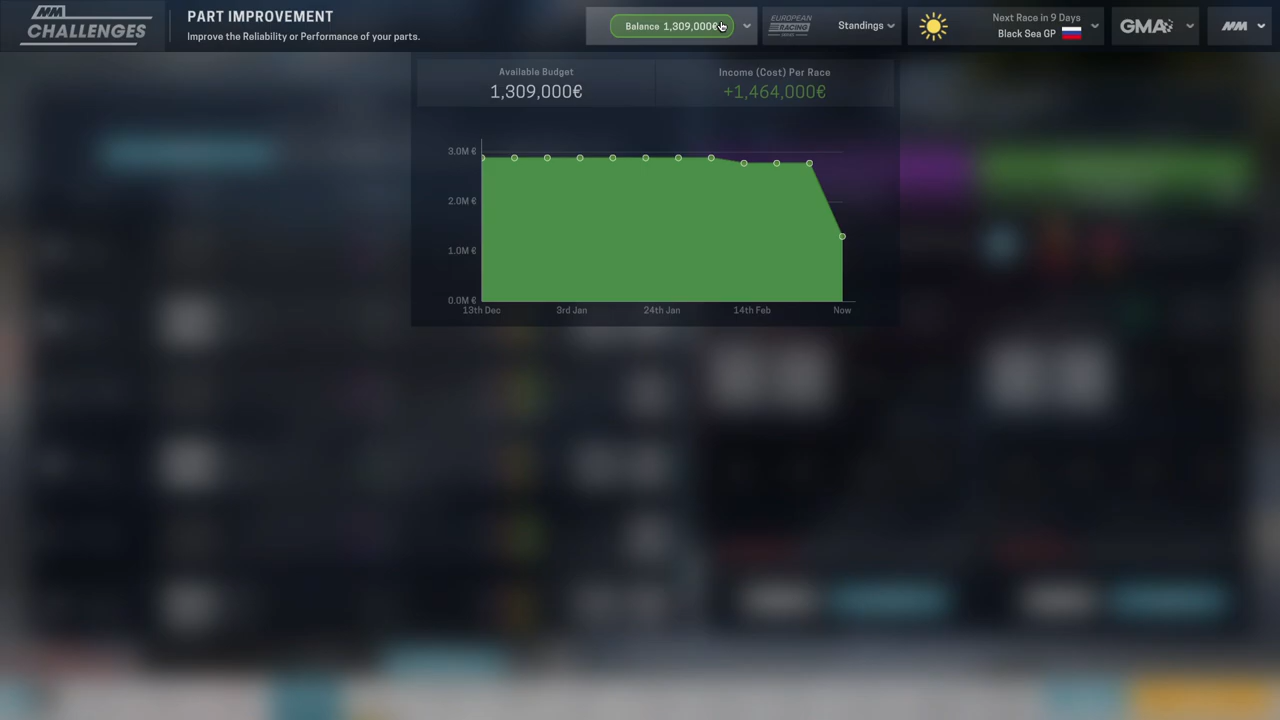 MM
CHALLENGES
PART IMPROVEMENT
Improve the Reliability or Performance of your parts.
Balance 1,309,000€
EUROPEAN
RACING
Standings
Next Race in 9 Days
Black Sea GP
GMA
MM
Available Budget
1,309,000€
Income (Cost) Per Race
+1,464,000€
3.0M €
2.0M €
1.0M €
0.0M €
13th Dec
3rd Jan
24th Jan
14th Feb
Now